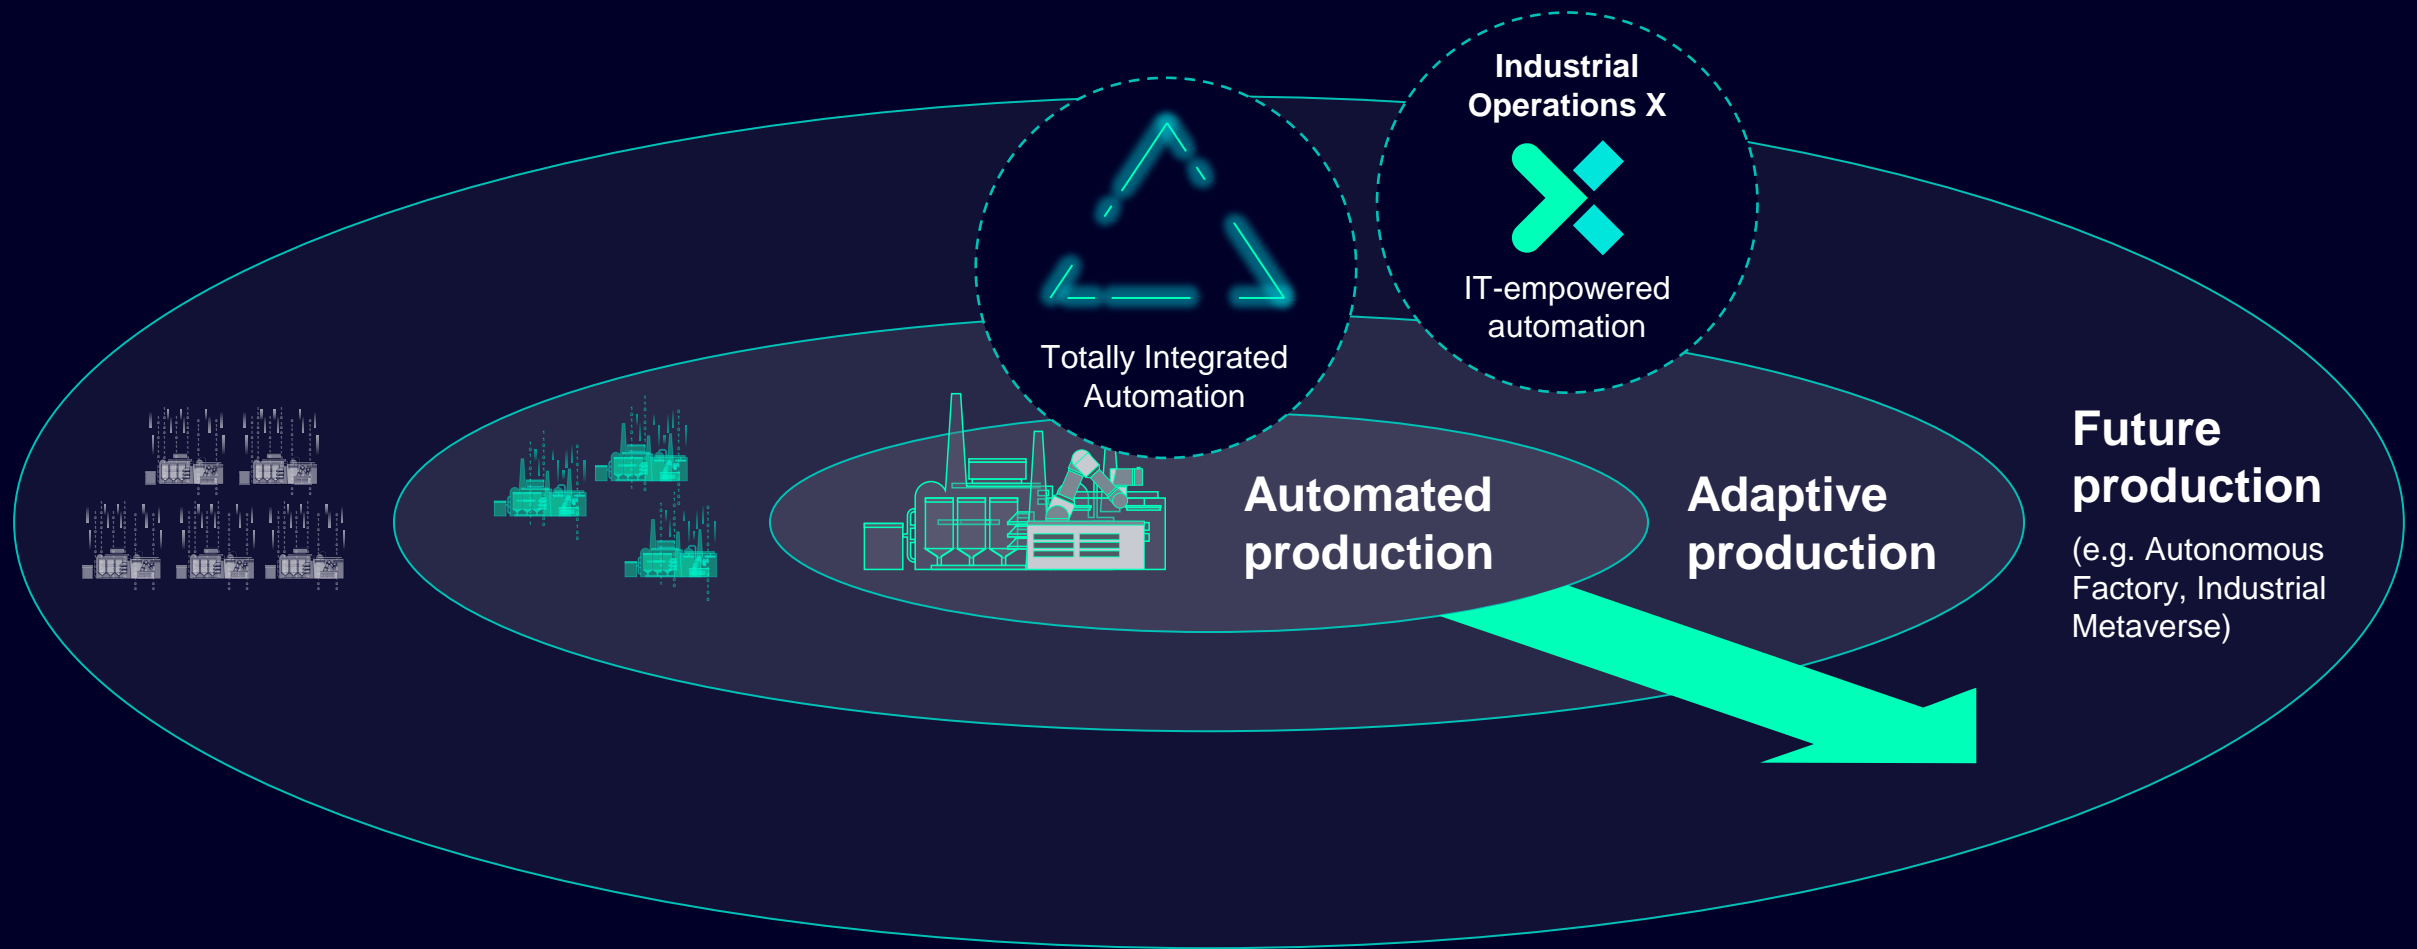 Industrial
Operations X
IT-empowered
automation
Totally Integrated
Automation
Automated
production
Adaptive
production
Future
production
(e.g. Autonomous
Factory, Industrial
Metaverse)